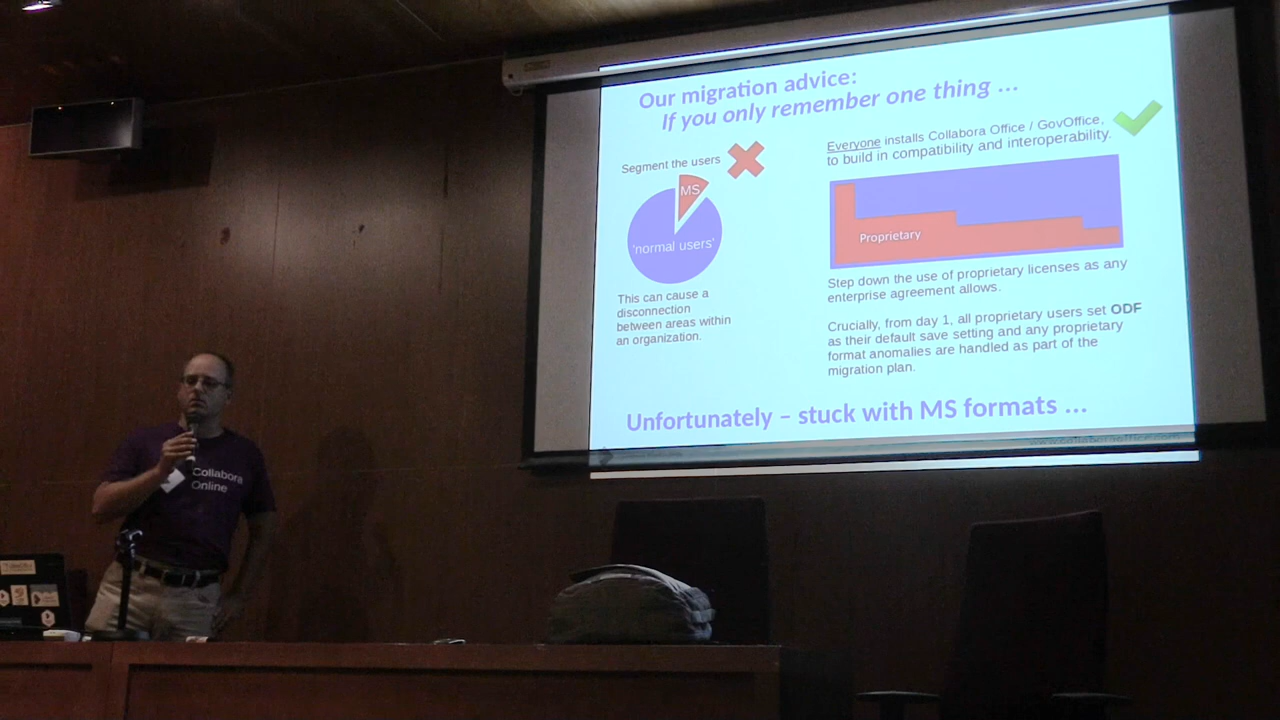 Our migration advice:
If you only remember one thing ...
Segment the users
MS
'normal users'
This can cause a
disconnection
between areas within
an organization.
Everyone installs Collabora Office / GovOffice,
to build in compatibility and interoperability.
Proprietary
Step down the use of proprietary licenses as any
enterprise agreement allows.
Crucially, from day 1, all proprietary users set ODF
as their default save setting and any proprietary
format anomalies are handled as part of the
migration plan.
Unfortunately – stuck with MS formats ...
www.collaboraoffice.com
Collabora
Online